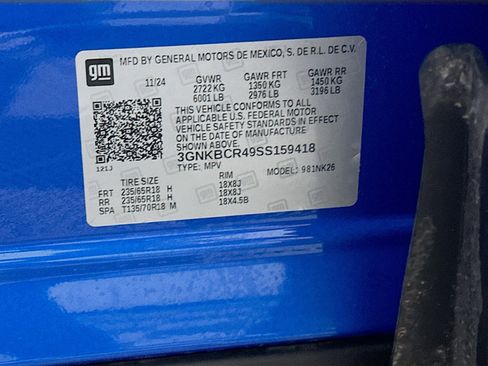 MFD BY GENERAL MOTORS DE MEXICO, S. DE R.L. DE C.V.
gm
11/24 GVWR GAWR FRT GAWR RR
2722 KG 1350 KG 1450 KG
6001 LB 2976 LB 3196 LB
THIS VEHICLE CONFORMS TO ALL
APPLICABLE U.S. FEDERAL MOTOR
VEHICLE SAFETY STANDARDS IN EFFECT
ON THE DATE OF MANUFACTURE
SHOWN ABOVE.
3GNKBCR49SS159418
121J TYPE: MPV MODEL: 981NK26
TIRE SIZE RIM
FRT 235/65R18 H 18X8J
RR 235/65R18 H 18X8J
SPA T135/70R18 M 18X4.5B